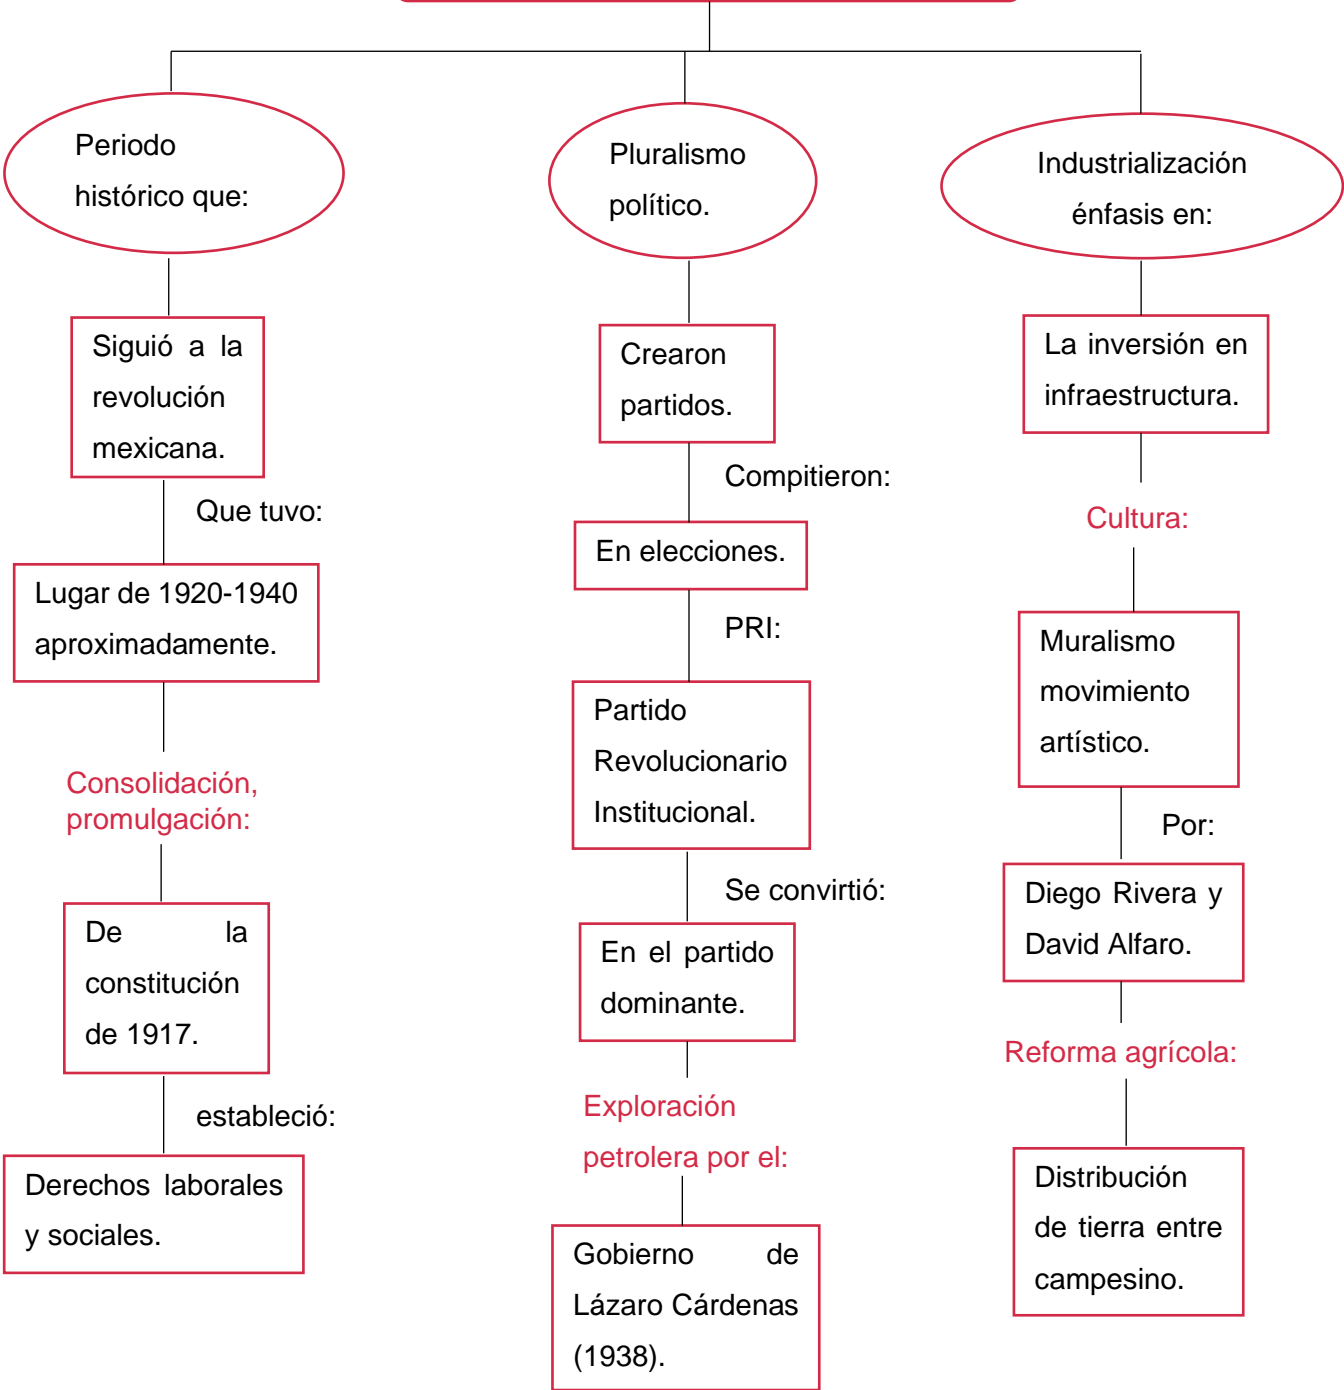 Periodo
histórico que:
Siguió a la
revolución
mexicana.
Que tuvo:
Lugar de 1920-1940
aproximadamente.
Consolidación,
promulgación:
De la
constitución
de 1917.
estableció:
Derechos laborales
y sociales.
Pluralismo
político.
Crearon
partidos.
Compitieron:
En elecciones.
PRI:
Partido
Revolucionario
Institucional.
Se convirtió:
En el partido
dominante.
Exploración
petrolera por el:
Gobierno de
Lázaro Cárdenas
(1938).
Industrialización
énfasis en:
La inversión en
infraestructura.
Cultura:
Muralismo
movimiento
artístico.
Por:
Diego Rivera y
David Alfaro.
Reforma agrícola:
Distribución
de tierra entre
campesino.